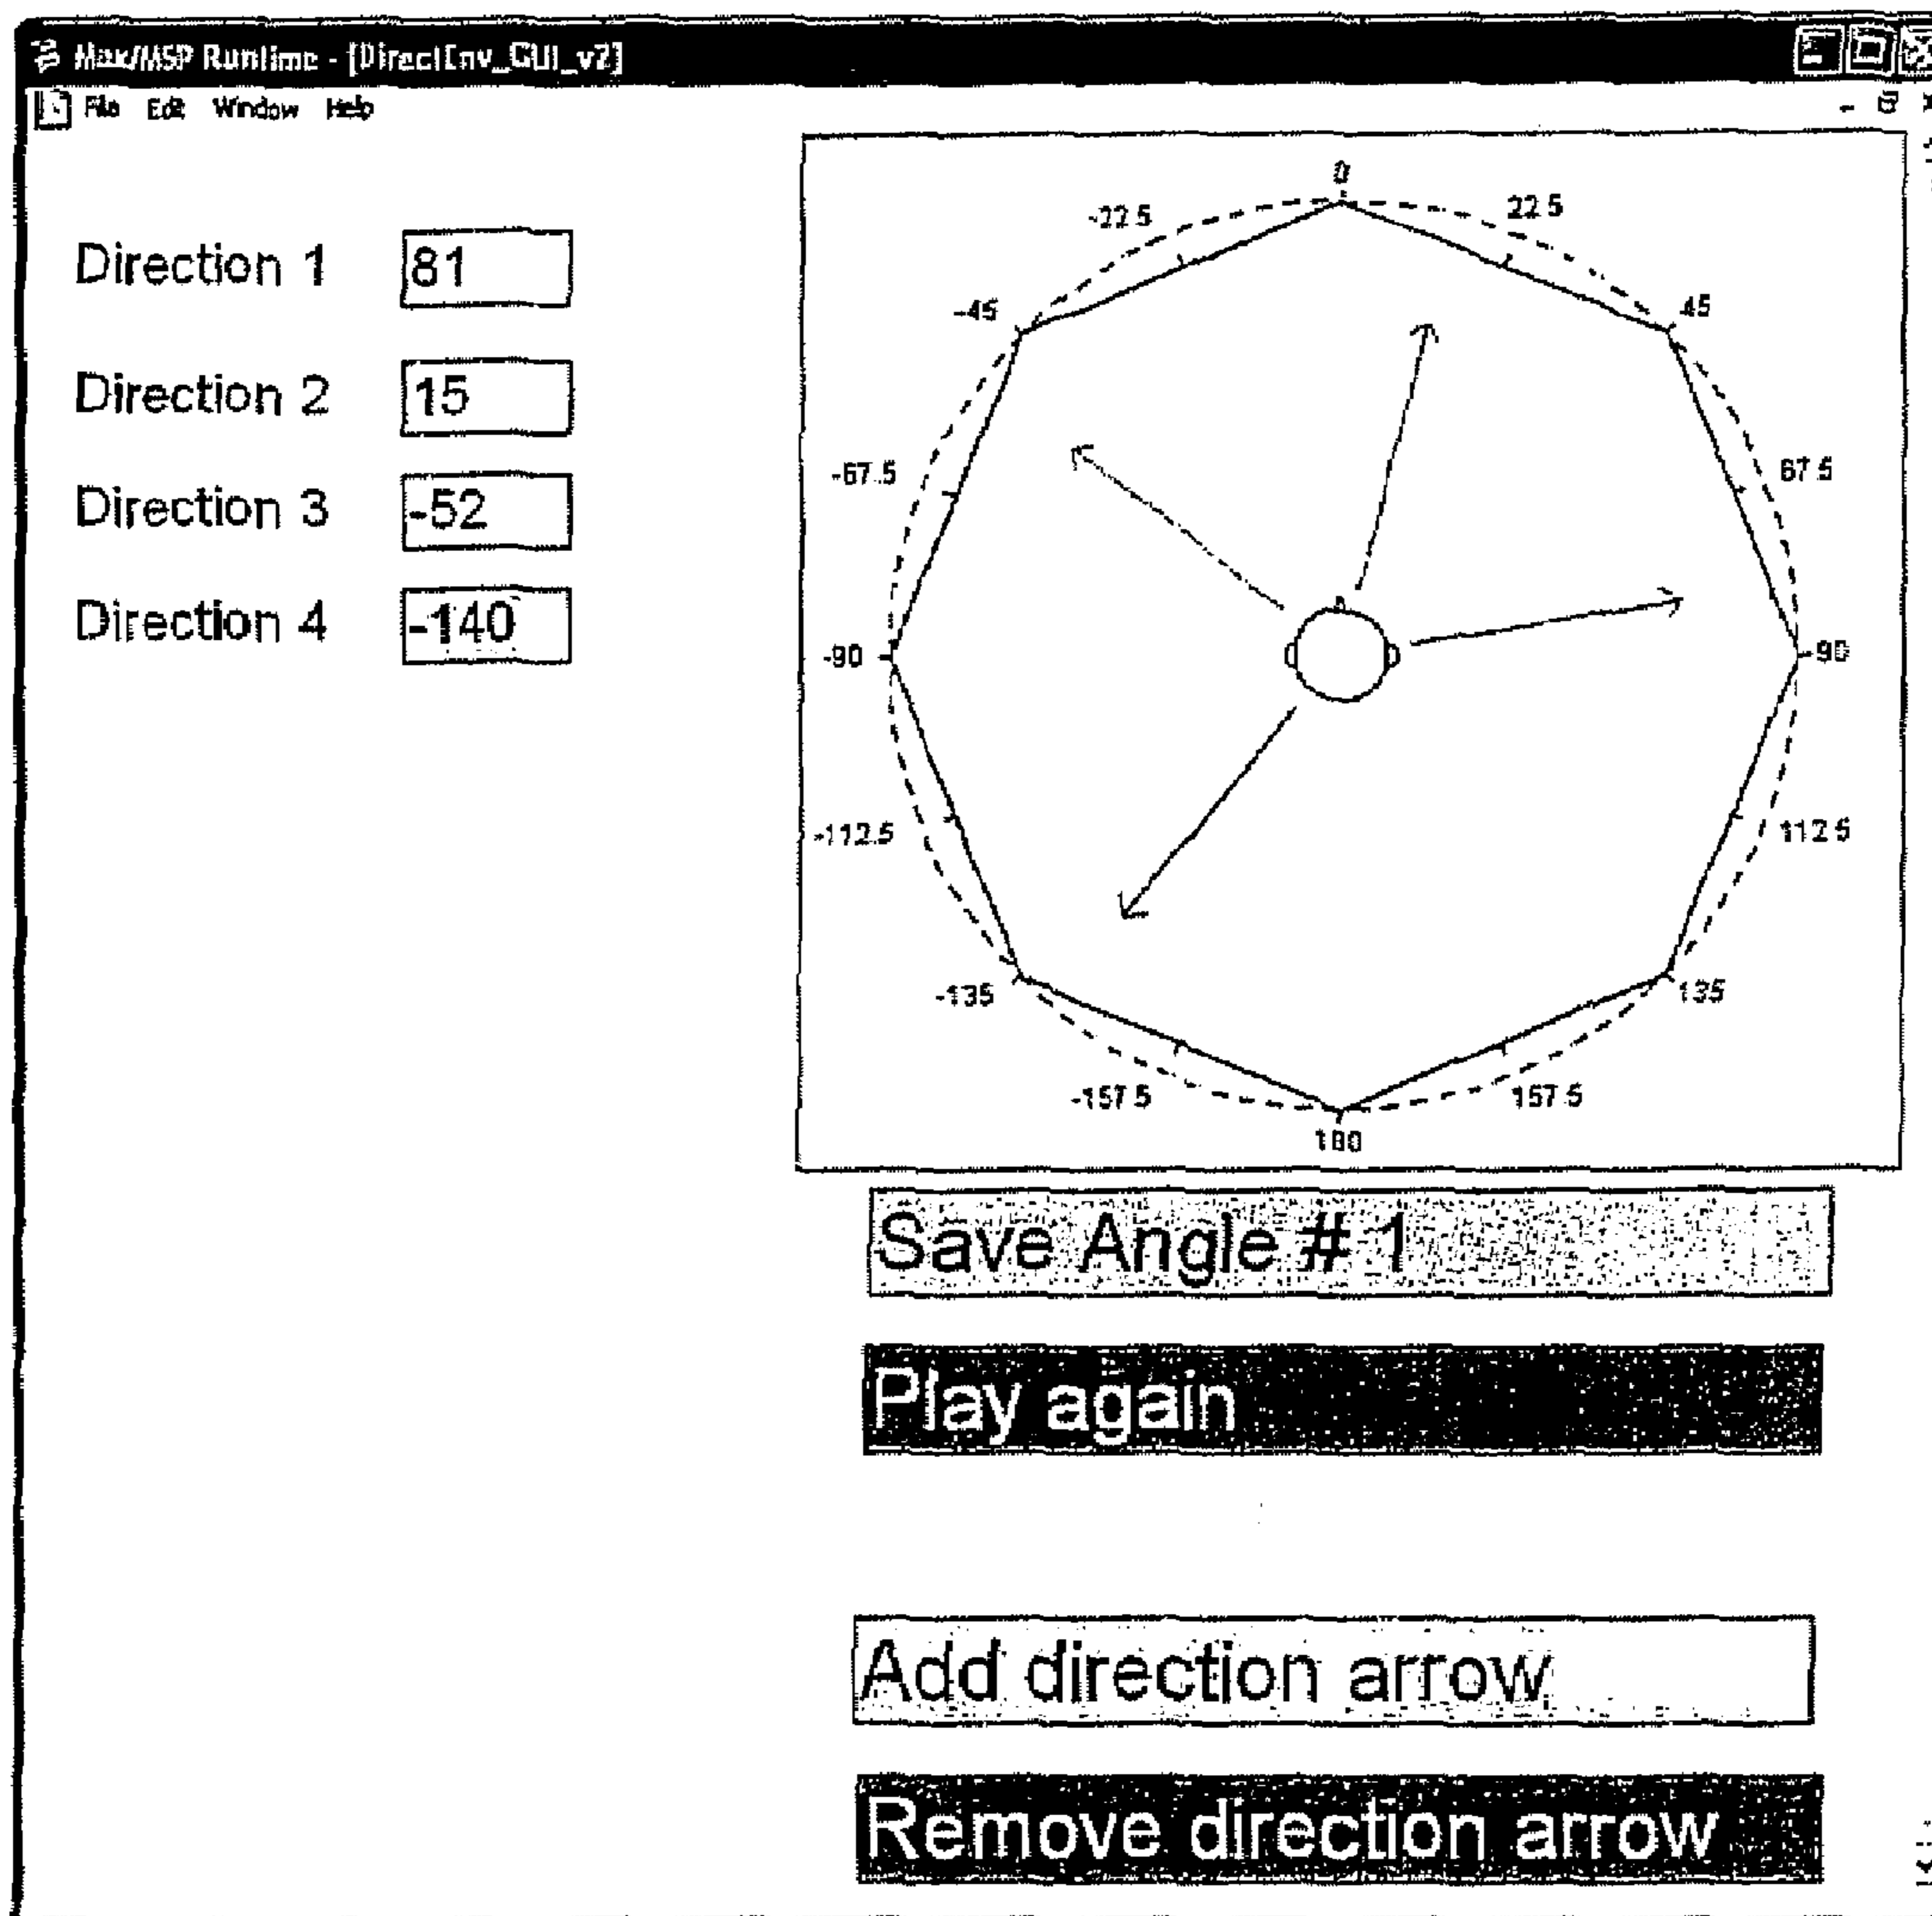 Max/MSP Runtime - [DirectEnv_GUI_v2]
File Edit Window Help
Direction 1 81
Direction 2 15
Direction 3 -52
Direction 4 -140
0
-22.5 22.5
-45 45
-67.5 67.5
-90 -90
-112.5 112.5
-135 135
-157.5 157.5
180
Save Angle # 1
Play again
Add direction arrow
Remove direction arrow